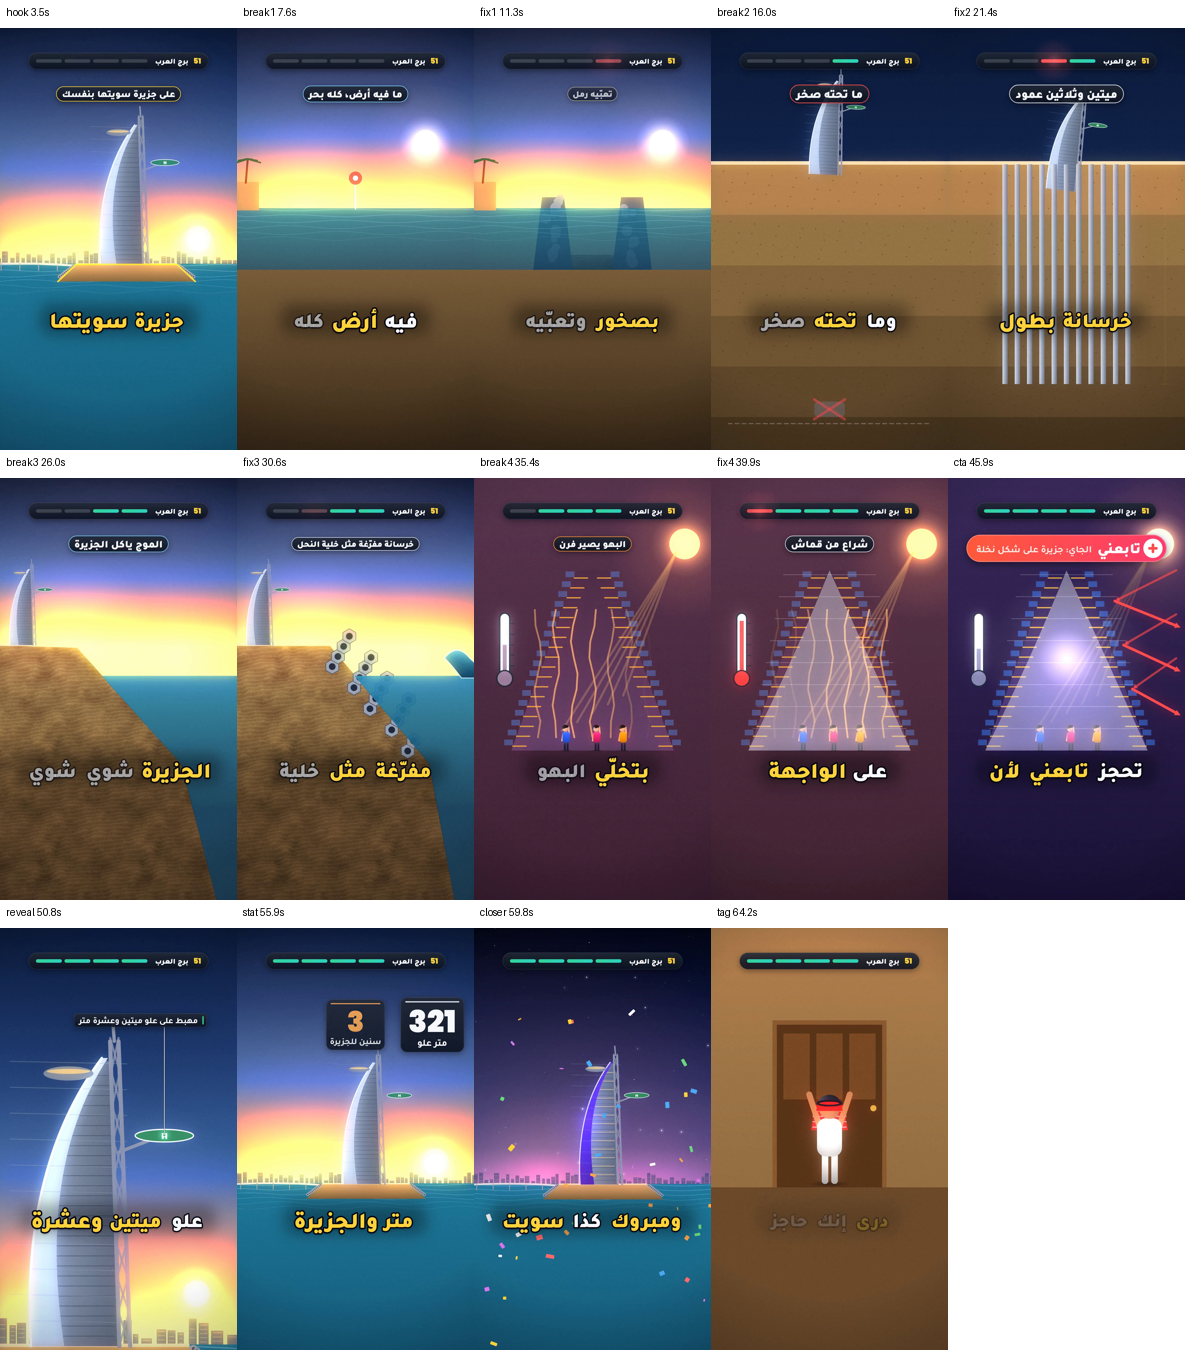 hook 3.5s
51 برج العرب
على جزيرة سويتها بنفسك
جزيرة سويتها
break1 7.6s
51 برج العرب
ما فيه أرض، كله بحر
فيه أرض كله
fix1 11.3s
51 برج العرب
تعبّيه رمل
بصخور وتعبّيه
break2 16.0s
51 برج العرب
ما تحته صخر
وما تحته صخر
fix2 21.4s
51 برج العرب
ميتين وثلاثين عمود
خرسانة بطول
break3 26.0s
51 برج العرب
الموج ياكل الجزيرة
الجزيرة شوي شوي
fix3 30.6s
51 برج العرب
خرسانة مفرّغة مثل خلية النحل
مفرّغة مثل خلية
break4 35.4s
51 برج العرب
البهو يصير فرن
بتخلّي البهو
fix4 39.9s
51 برج العرب
شراع من قماش
على الواجهة
cta 45.9s
51 برج العرب
تابعني الجاي: جزيرة على شكل نخلة
تحجز تابعني لأن
reveal 50.8s
51 برج العرب
مهبط على علو ميتين وعشرة متر
H
علو ميتين وعشرة
stat 55.9s
51 برج العرب
321
متر علو
3
سنين للجزيرة
متر والجزيرة
closer 59.8s
51 برج العرب
ومبروك كذا سويت
tag 64.2s
51 برج العرب
درى إنك حاجز